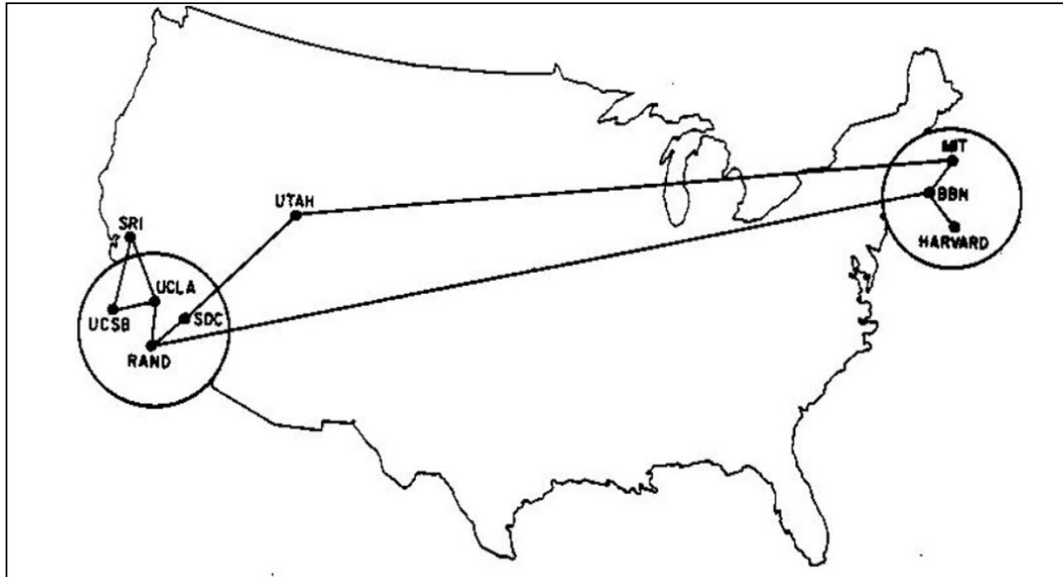 MIT
UTAH
BBN
SRI
HARVARD
UCLA
UCSB
SDC
RAND